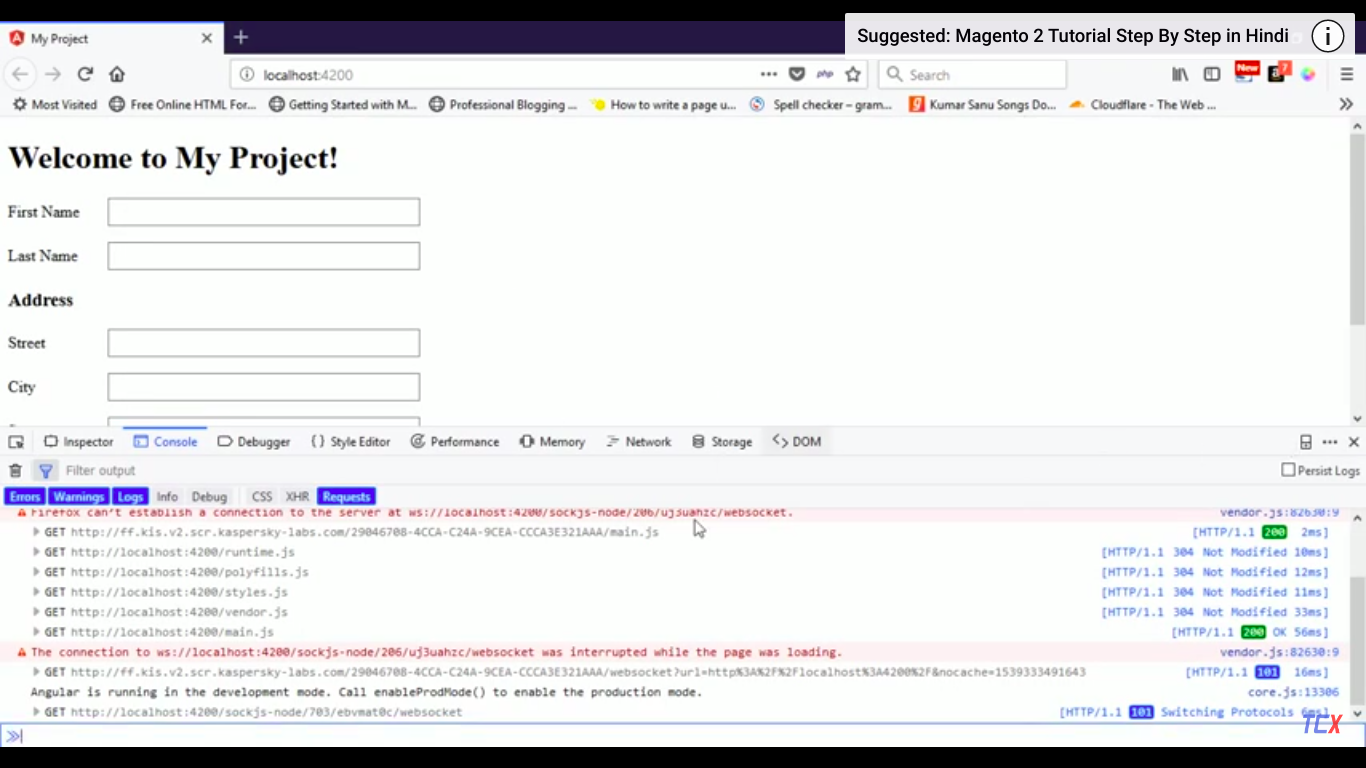 Suggested: Magento 2 Tutorial Step By Step in Hindi
My Project
localhost:4200
php
Search
New
7
Most Visited Free Online HTML For... Getting Started with M... Professional Blogging ... How to write a page u... Spell checker – gram... Kumar Sanu Songs Do... Cloudflare - The Web ...
Welcome to My Project!
First Name
Last Name
Address
Street
City
Inspector Console Debugger Style Editor Performance Memory Network Storage DOM
Filter output Persist Logs
Errors Warnings Logs Info Debug CSS XHR Requests
Firefox can't establish a connection to the server at ws://localhost:4200/sockjs-node/206/uj3uahzc/websocket. vendor.js:82630:9
GET http://ff.kis.v2.scr.kaspersky-labs.com/29046708-4CCA-C24A-9CEA-CCCA3E321AAA/main.js [HTTP/1.1 200 2ms]
GET http://localhost:4200/runtime.js [HTTP/1.1 304 Not Modified 10ms]
GET http://localhost:4200/polyfills.js [HTTP/1.1 304 Not Modified 12ms]
GET http://localhost:4200/styles.js [HTTP/1.1 304 Not Modified 11ms]
GET http://localhost:4200/vendor.js [HTTP/1.1 304 Not Modified 33ms]
GET http://localhost:4200/main.js [HTTP/1.1 200 OK 56ms]
The connection to ws://localhost:4200/sockjs-node/206/uj3uahzc/websocket was interrupted while the page was loading. vendor.js:82630:9
GET http://ff.kis.v2.scr.kaspersky-labs.com/29046708-4CCA-C24A-9CEA-CCCA3E321AAA/websocket?url=http%3A%2F%2Flocalhost%3A4200%2F&nocache=1539333491643 [HTTP/1.1 101 16ms]
Angular is running in the development mode. Call enableProdMode() to enable the production mode. core.js:13306
GET http://localhost:4200/sockjs-node/703/ebvmat0c/websocket [HTTP/1.1 101 Switching Protocols 6ms]
TCX